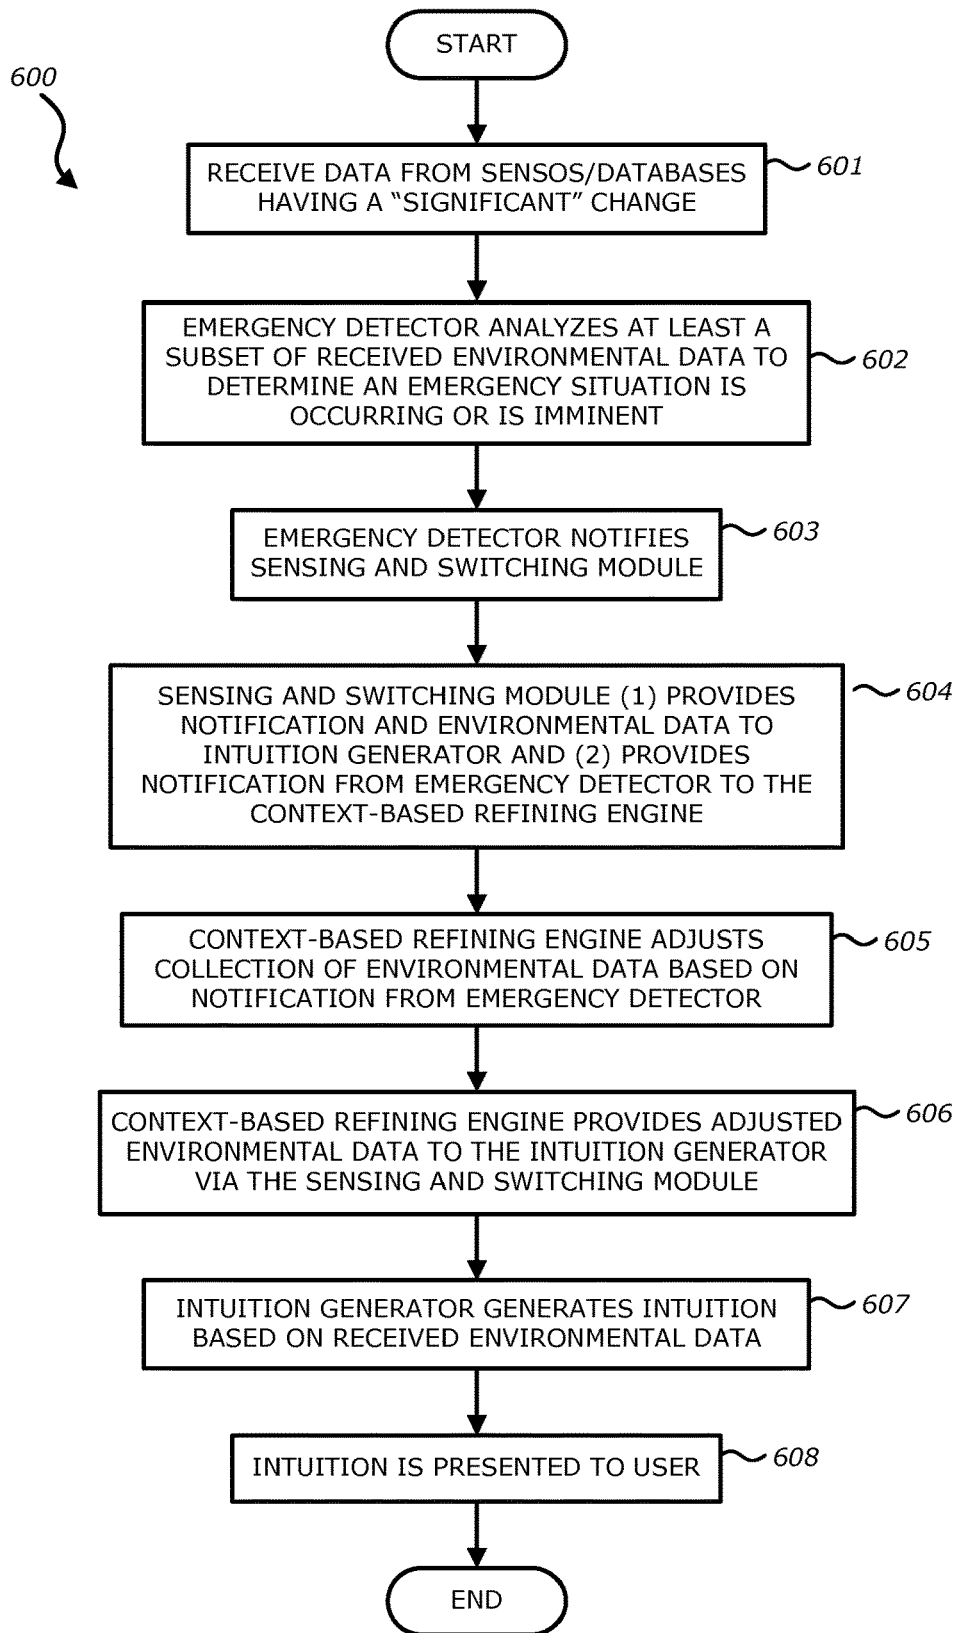 START
600
RECEIVE DATA FROM SENSOS/DATABASES
HAVING A “SIGNIFICANT” CHANGE
601
EMERGENCY DETECTOR ANALYZES AT LEAST A
SUBSET OF RECEIVED ENVIRONMENTAL DATA TO
DETERMINE AN EMERGENCY SITUATION IS
OCCURRING OR IS IMMINENT
602
EMERGENCY DETECTOR NOTIFIES
SENSING AND SWITCHING MODULE
603
SENSING AND SWITCHING MODULE (1) PROVIDES
NOTIFICATION AND ENVIRONMENTAL DATA TO
INTUITION GENERATOR AND (2) PROVIDES
NOTIFICATION FROM EMERGENCY DETECTOR TO THE
CONTEXT-BASED REFINING ENGINE
604
CONTEXT-BASED REFINING ENGINE ADJUSTS
COLLECTION OF ENVIRONMENTAL DATA BASED ON
NOTIFICATION FROM EMERGENCY DETECTOR
605
CONTEXT-BASED REFINING ENGINE PROVIDES ADJUSTED
ENVIRONMENTAL DATA TO THE INTUITION GENERATOR
VIA THE SENSING AND SWITCHING MODULE
606
INTUITION GENERATOR GENERATES INTUITION
BASED ON RECEIVED ENVIRONMENTAL DATA
607
INTUITION IS PRESENTED TO USER
608
END